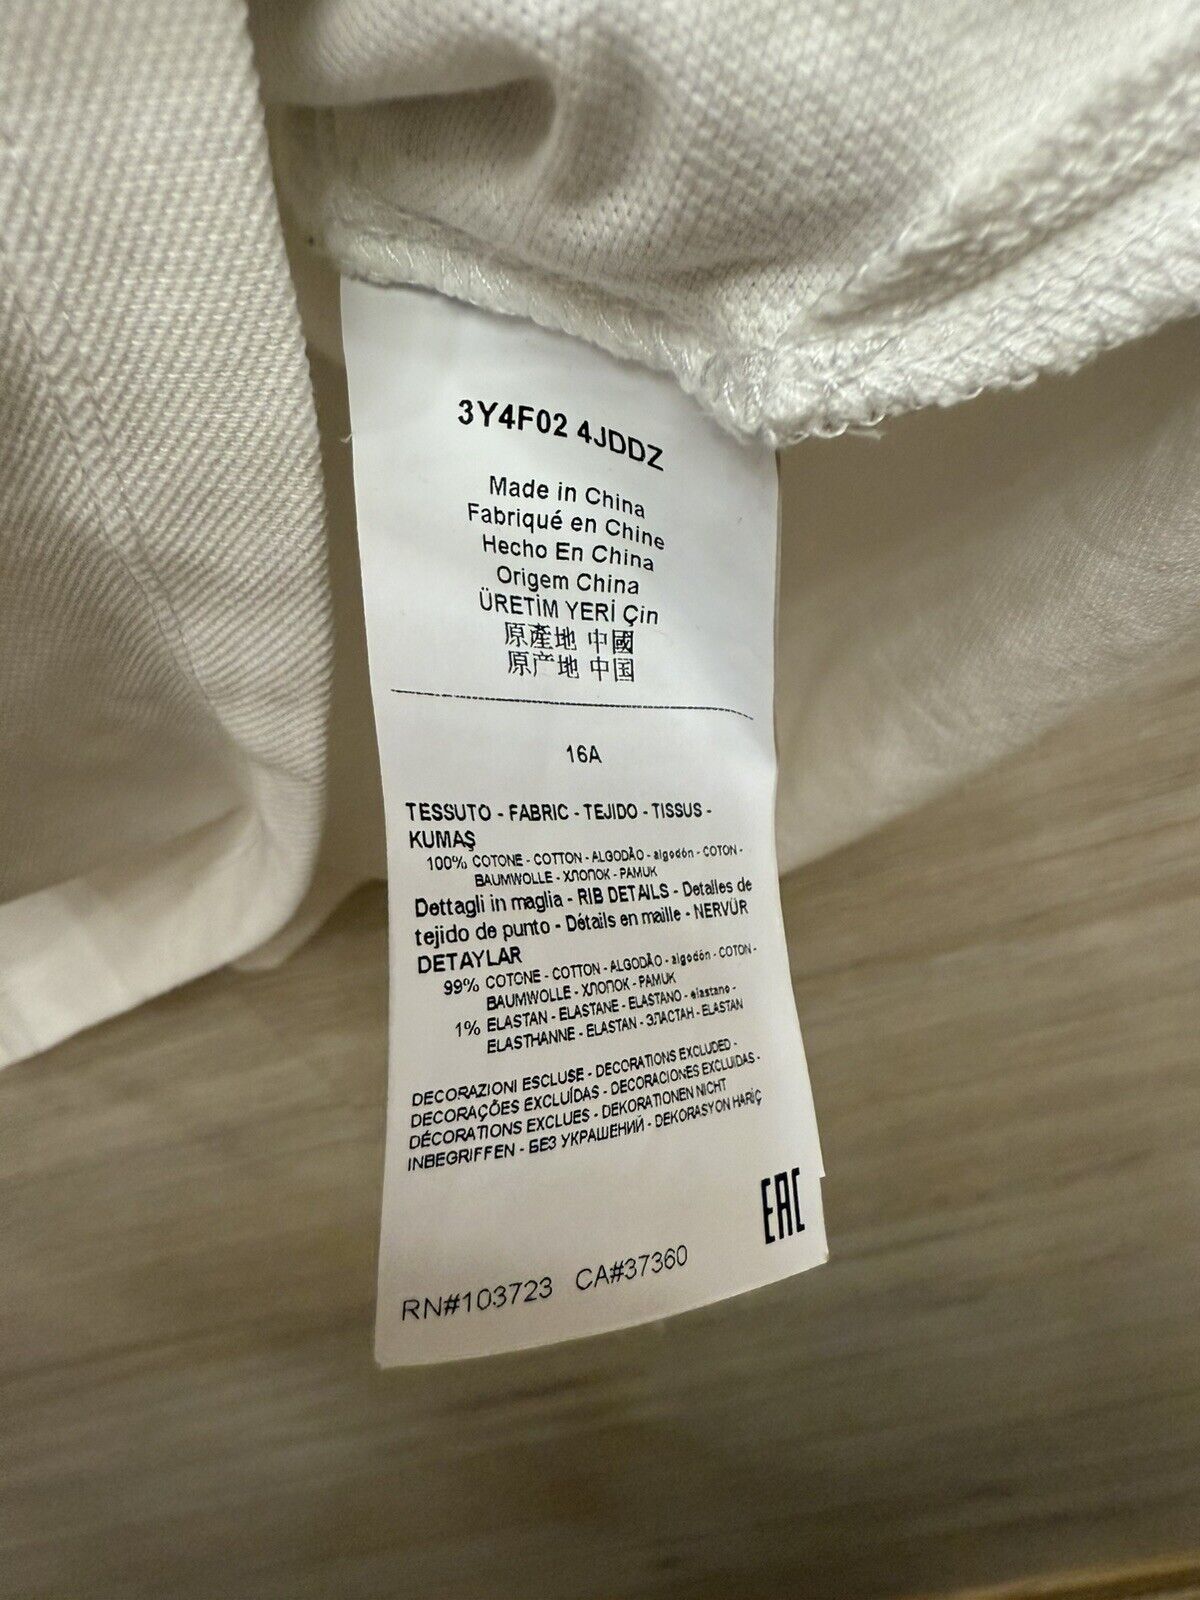 3Y4F02 4JDDZ
Made in China
Fabriqué en Chine
Hecho En China
Origem China
ÜRETİM YERİ Çin
原產地 中國
原产地 中国
16A
TESSUTO - FABRIC - TEJIDO - TISSUS -
KUMAŞ
100% COTONE - COTTON - ALGODÃO - algodón - COTON -
BAUMWOLLE - ХЛОПОК - PAMUK
Dettagli in maglia - RIB DETAILS - Detalles de
tejido de punto - Détails en maille - NERVÜR
DETAYLAR
99% COTONE - COTTON - ALGODÃO - algodón - COTON -
BAUMWOLLE - ХЛОПОК - PAMUK
1% ELASTAN - ELASTANE - ELASTANO - elastano -
ELASTHANNE - ELASTAN - ЭЛАСТАН - ELASTAN
DECORAZIONI ESCLUSE - DECORATIONS EXCLUDED -
DECORAÇÕES EXCLUÍDAS - DECORACIONES EXCLUIDAS -
DÉCORATIONS EXCLUES - DEKORATIONEN NICHT
INBEGRIFFEN - БЕЗ УКРАШЕНИЙ - DEKORASYON HARİÇ
EAC
RN#103723 CA#37360